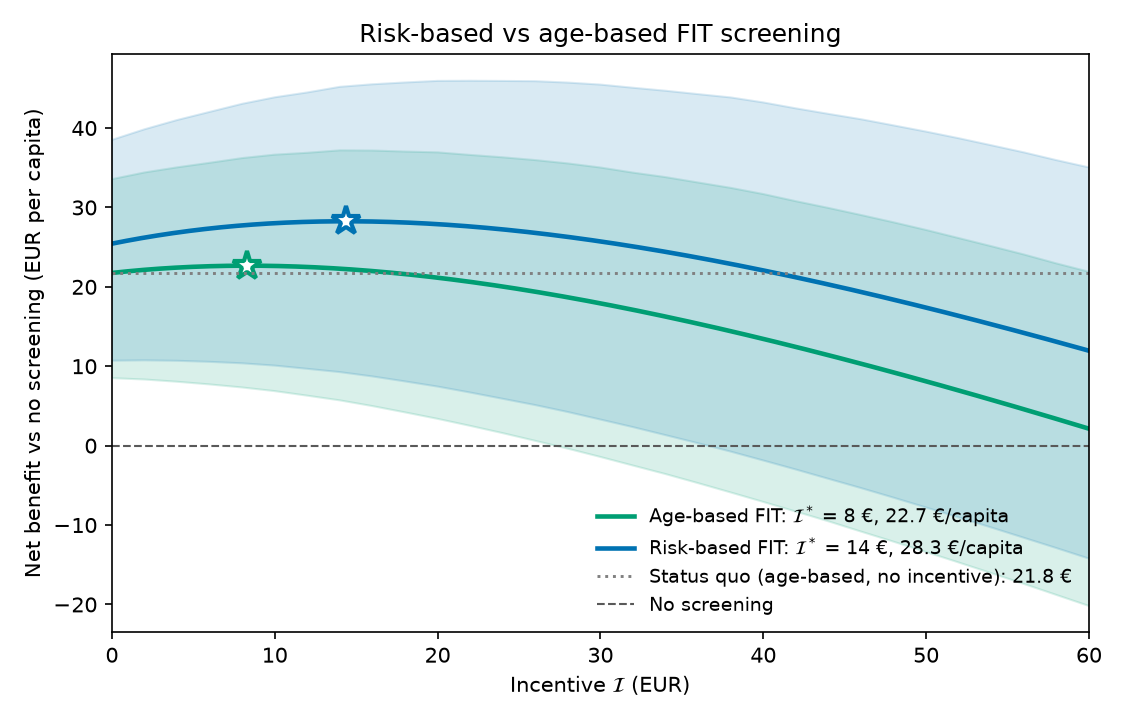 Risk-based vs age-based FIT screening
Net benefit vs no screening (EUR per capita)
40
30
20
10
0
−10
−20
Age-based FIT: 𝓘* = 8 €, 22.7 €/capita
Risk-based FIT: 𝓘* = 14 €, 28.3 €/capita
Status quo (age-based, no incentive): 21.8 €
No screening
0 10 20 30 40 50 60
Incentive 𝓘 (EUR)